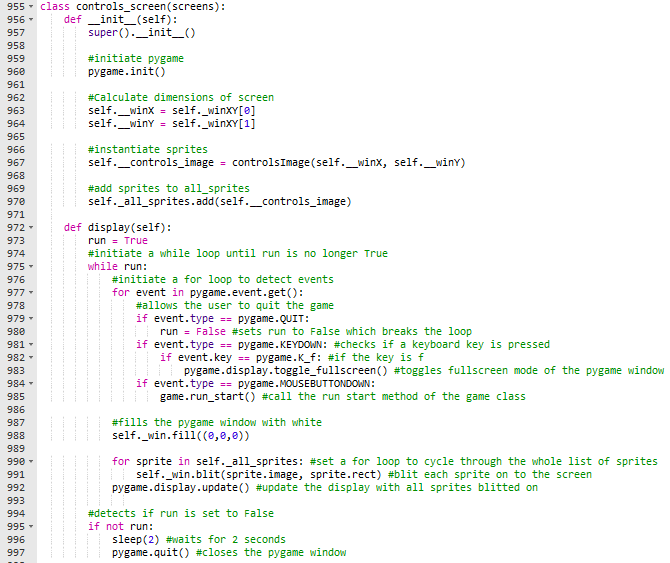 955 class controls_screen(screens):
956     def __init__(self):
957         super().__init__()
958
959         #initiate pygame
960         pygame.init()
961
962         #Calculate dimensions of screen
963         self.__winX = self._winXY[0]
964         self.__winY = self._winXY[1]
965
966         #instantiate sprites
967         self.__controls_image = controlsImage(self.__winX, self.__winY)
968
969         #add sprites to all_sprites
970         self._all_sprites.add(self.__controls_image)
971
972     def display(self):
973         run = True
974         #initiate a while loop until run is no longer True
975         while run:
976             #initiate a for loop to detect events
977             for event in pygame.event.get():
978                 #allows the user to quit the game
979                 if event.type == pygame.QUIT:
980                     run = False #sets run to False which breaks the loop
981                 if event.type == pygame.KEYDOWN: #checks if a keyboard key is pressed
982                     if event.key == pygame.K_f: #if the key is f
983                         pygame.display.toggle_fullscreen() #toggles fullscreen mode of the pygame window
984                 if event.type == pygame.MOUSEBUTTONDOWN:
985                     game.run_start() #call the run start method of the game class
986
987             #fills the pygame window with white
988             self._win.fill((0,0,0))
989
990             for sprite in self._all_sprites: #set a for loop to cycle through the whole list of sprites
991                 self._win.blit(sprite.image, sprite.rect) #blit each sprite on to the screen
992             pygame.display.update() #update the display with all sprites blitted on
993
994         #detects if run is set to False
995         if not run:
996             sleep(2) #waits for 2 seconds
997             pygame.quit() #closes the pygame window